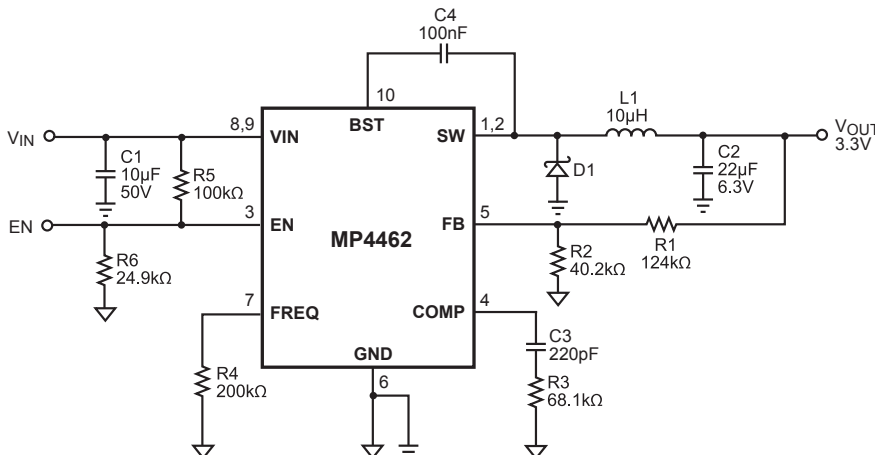 C4
100nF
10
BST
8,9
VIN
SW
1,2
L1
10µH
VIN
VOUT
3.3V
C1
10µF
50V
R5
100kΩ
D1
C2
22µF
6.3V
EN
3
EN
MP4462
FB
5
R1
124kΩ
R6
24.9kΩ
R2
40.2kΩ
7
FREQ
COMP
4
C3
220pF
GND
6
R4
200kΩ
R3
68.1kΩ